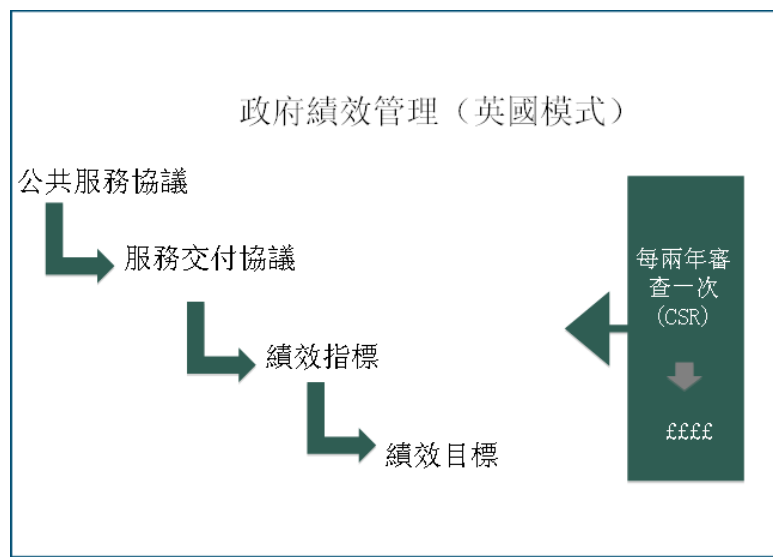 政府績效管理（英國模式）
公共服務協議
服務交付協議
績效指標
績效目標
每兩年審
查一次
(CSR)
££££